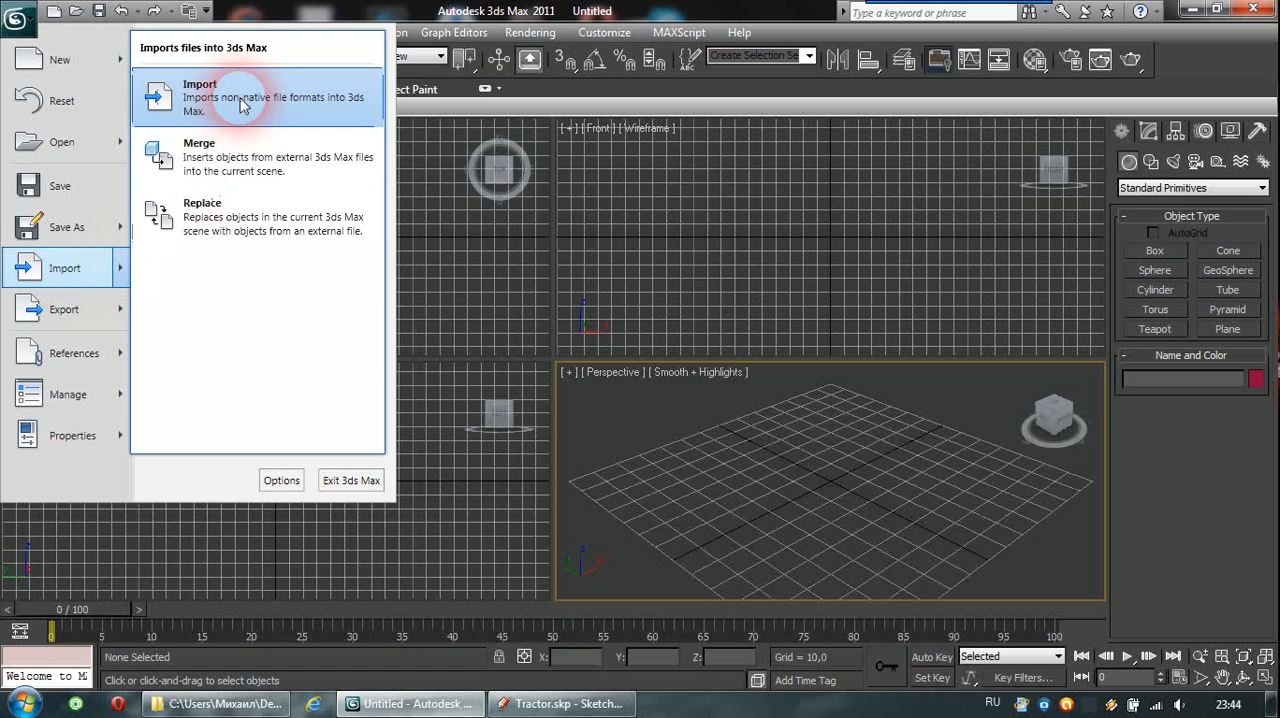 Autodesk 3ds Max 2011    Untitled
Type a keyword or phrase
Graph Editors
Rendering
Customize
MAXScript
Help
Create Selection Se
New
Reset
Open
Save
Save As
Import
Export
References
Manage
Properties
Imports files into 3ds Max
Import
Imports non-native file formats into 3ds
Max.
Merge
Inserts objects from external 3ds Max files
into the current scene.
Replace
Replaces objects in the current 3ds Max
scene with objects from an external file.
Options
Exit 3ds Max
ect Paint
[ + ] [ Front ] [ Wireframe ]
TOP
FRONT
LEFT
[ + ] [ Perspective ] [ Smooth + Highlights ]
Standard Primitives
Object Type
AutoGrid
Box
Cone
Sphere
GeoSphere
Cylinder
Tube
Torus
Pyramid
Teapot
Plane
Name and Color
< 0 / 100 >
0 5 10 15 20 25 30 35 40 45 50 55 60 65 70 75 80 85 90 95 100
None Selected
X:
Y:
Z:
Grid = 10,0
Auto Key
Selected
Welcome to M
Click or click-and-drag to select objects
Add Time Tag
Set Key
Key Filters...
0
C:\Users\Михаил\De...
Untitled - Autodesk ...
Tractor.skp - Sketch...
RU
23:44